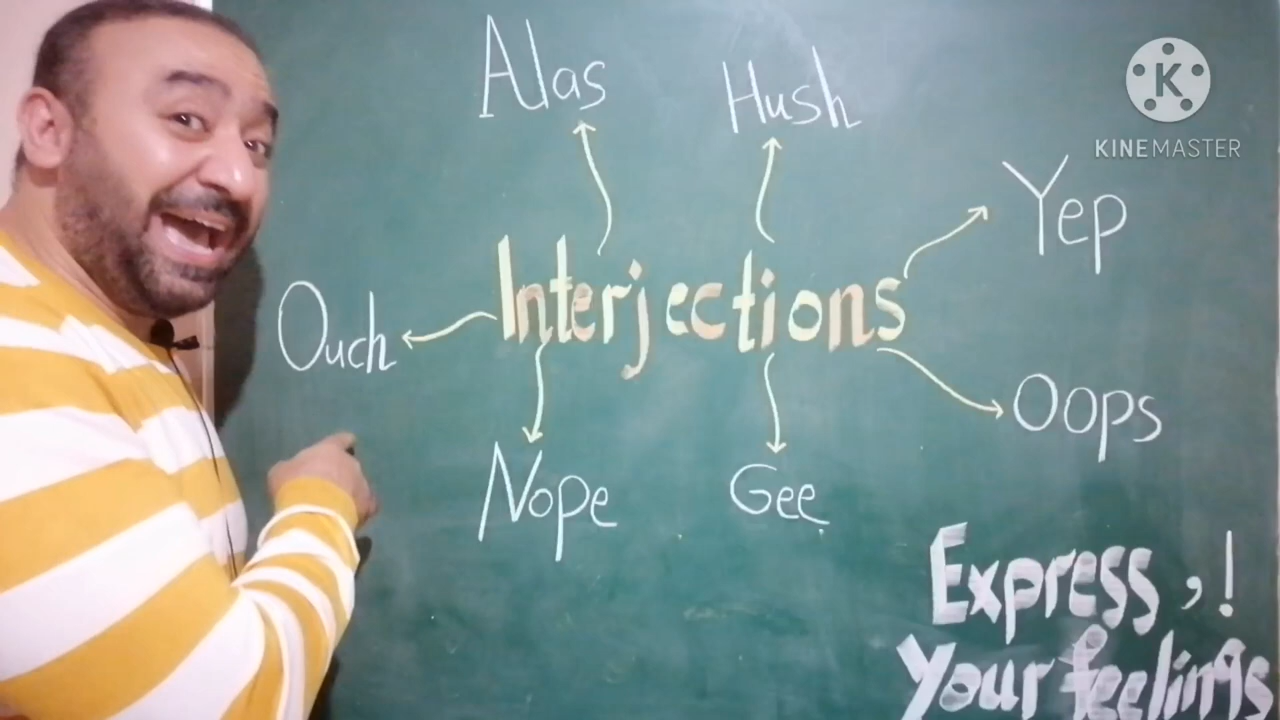 Alas
Hush
K
KINEMASTER
Yep
Interjections
Ouch
Oops
Nope
Gee
Express , !
Your feelings